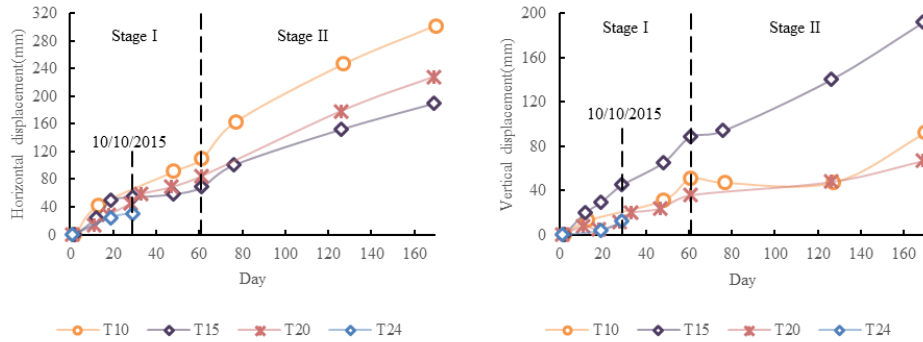 Horizontal displacement(mm)
320
280
240
200
160
120
80
40
0
Stage I
Stage II
10/10/2015
0 20 40 60 80 100 120 140 160
Day
T10 T15 T20 T24
Vertical displacement(mm)
200
160
120
80
40
0
Stage I
Stage II
10/10/2015
0 20 40 60 80 100 120 140 160
Day
T10 T15 T20 T24